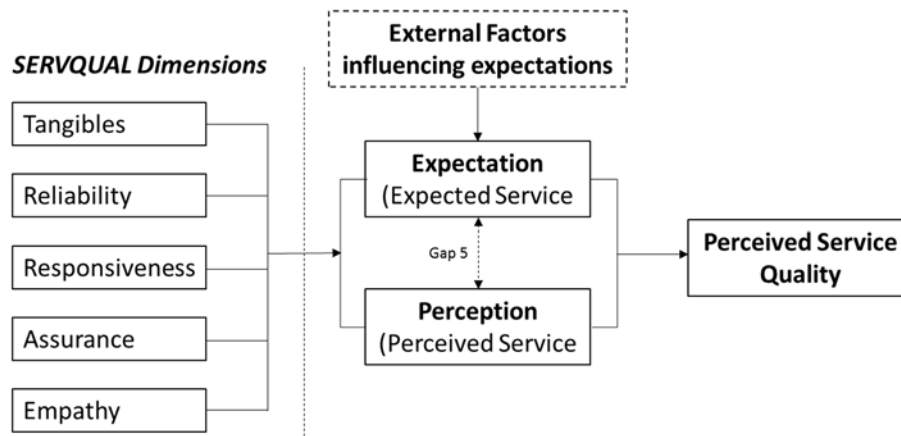 SERVQUAL Dimensions
Tangibles
Reliability
Responsiveness
Assurance
Empathy
External Factors
influencing expectations
Expectation
(Expected Service
Gap 5
Perception
(Perceived Service
Perceived Service
Quality